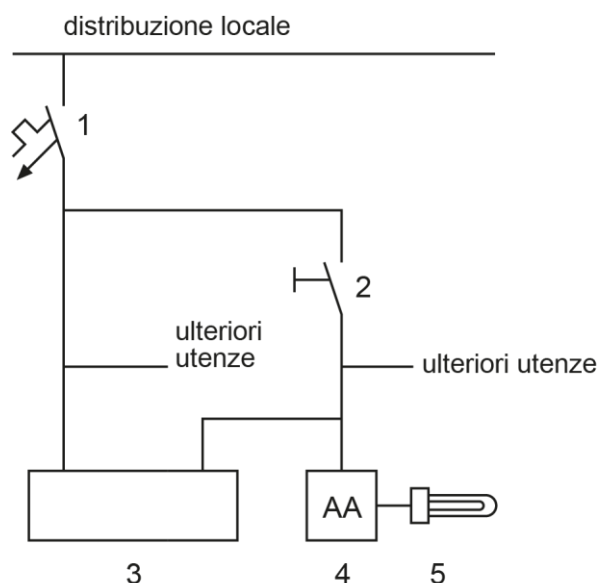 distribuzione locale
1
2
ulteriori
utenze
ulteriori utenze
AA
3
4
5